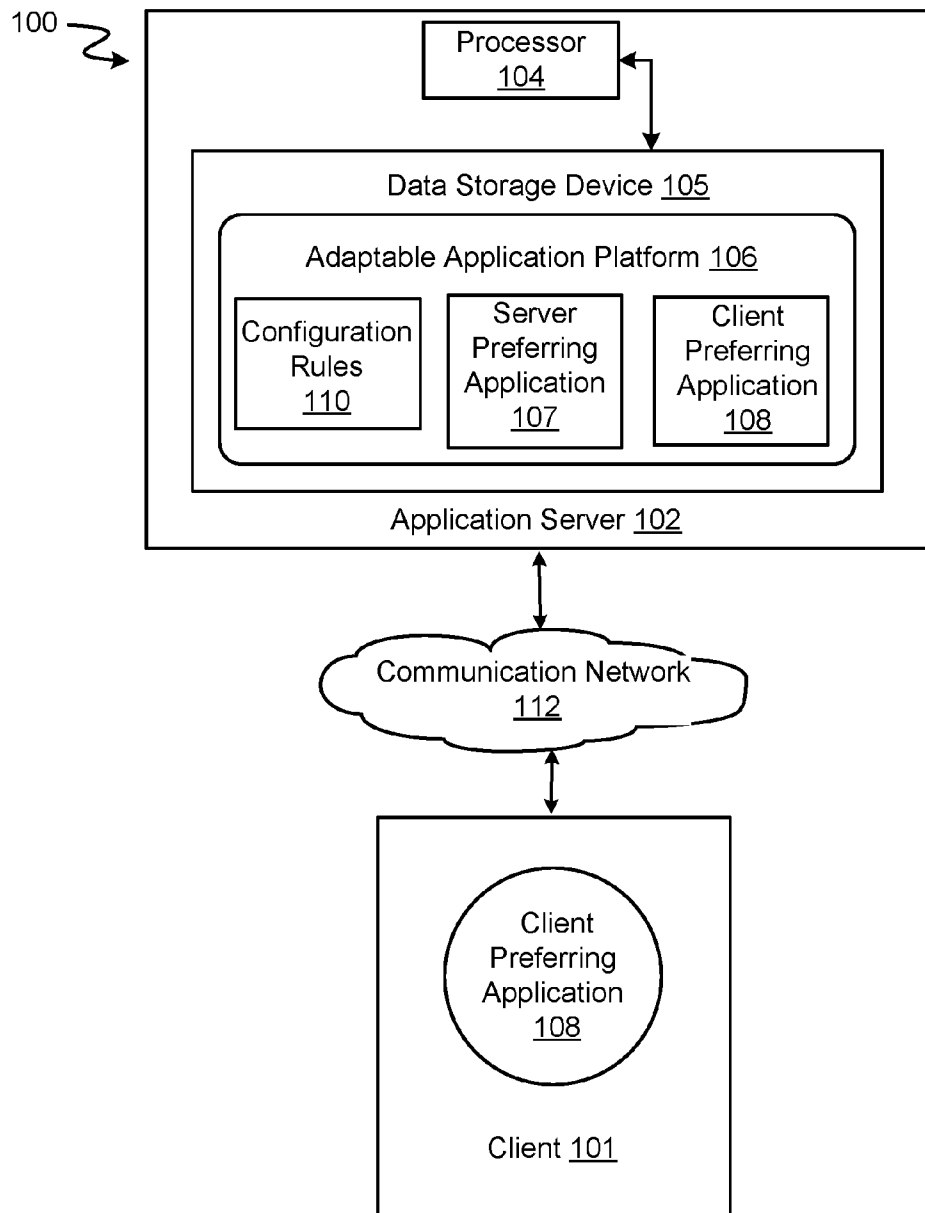 100
Processor
104
Data Storage Device 105
Adaptable Application Platform 106
Configuration
Rules
110
Server
Preferring
Application
107
Client
Preferring
Application
108
Application Server 102
Communication Network
112
Client
Preferring
Application
108
Client 101